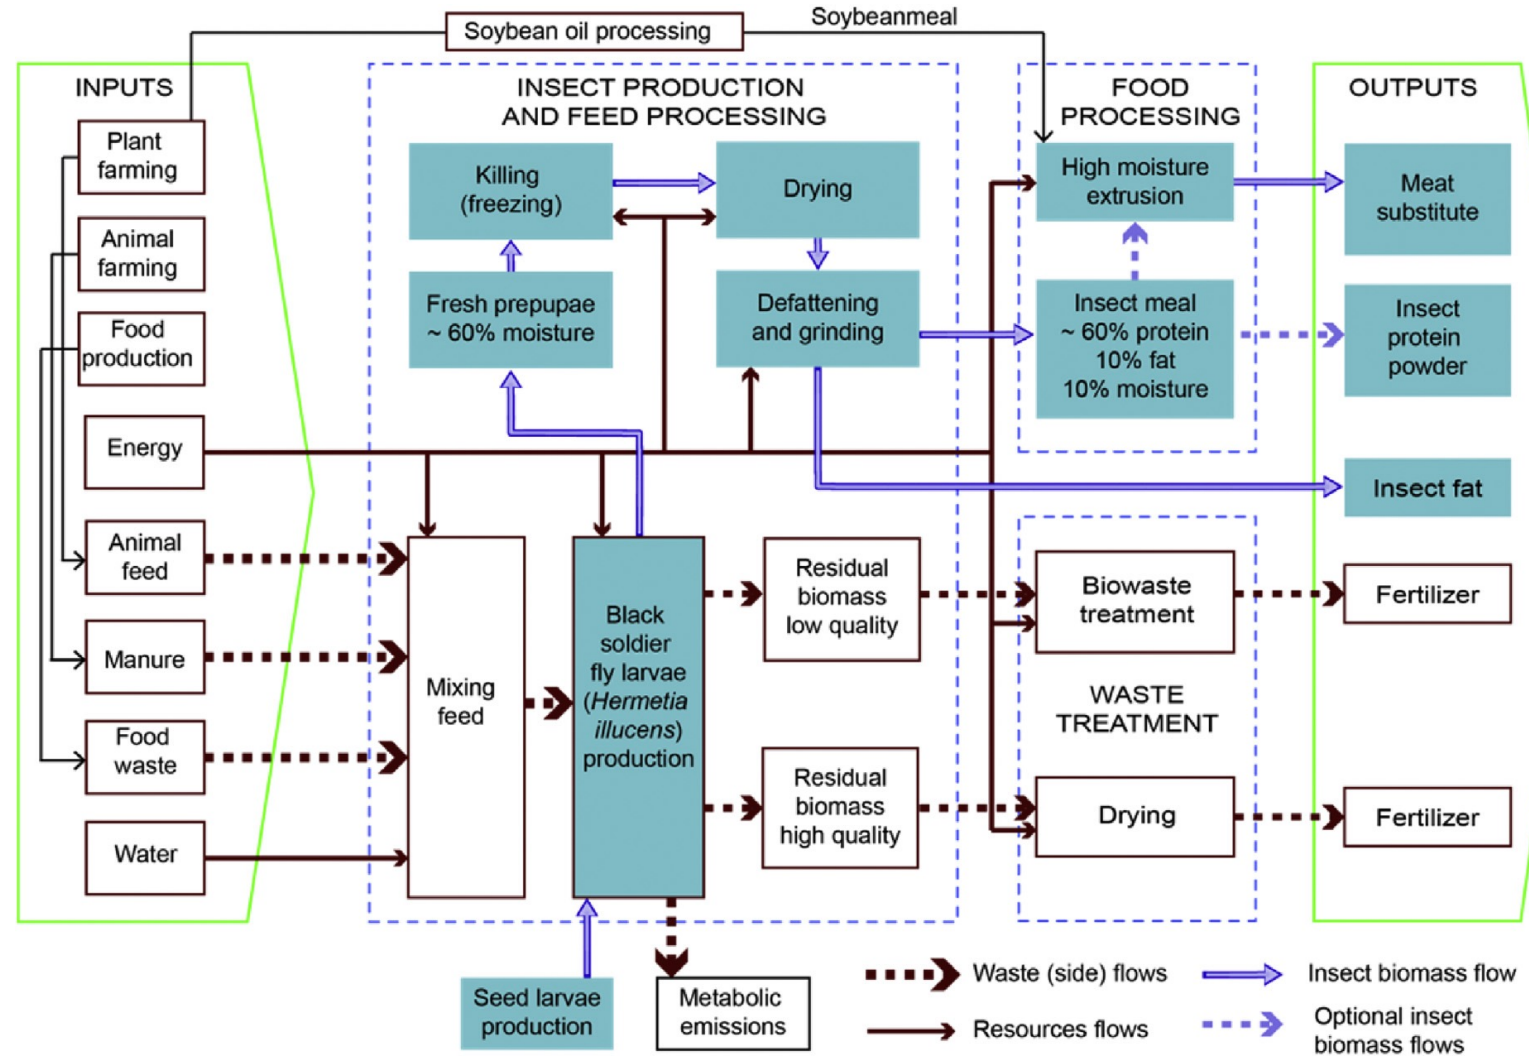 Soybeanmeal
Soybean oil processing
INPUTS
Plant
farming
Animal
farming
Food
production
Energy
Animal
feed
Manure
Food
waste
Water
INSECT PRODUCTION
AND FEED PROCESSING
Killing
(freezing)
Drying
Fresh prepupae
~ 60% moisture
Defattening
and grinding
Mixing
feed
Black
soldier
fly larvae
(Hermetia
illucens)
production
Residual
biomass
low quality
Residual
biomass
high quality
Seed larvae
production
Metabolic
emissions
FOOD
PROCESSING
High moisture
extrusion
Insect meal
~ 60% protein
10% fat
10% moisture
Biowaste
treatment
WASTE
TREATMENT
Drying
OUTPUTS
Meat
substitute
Insect
protein
powder
Insect fat
Fertilizer
Fertilizer
Waste (side) flows
Resources flows
Insect biomass flow
Optional insect
biomass flows